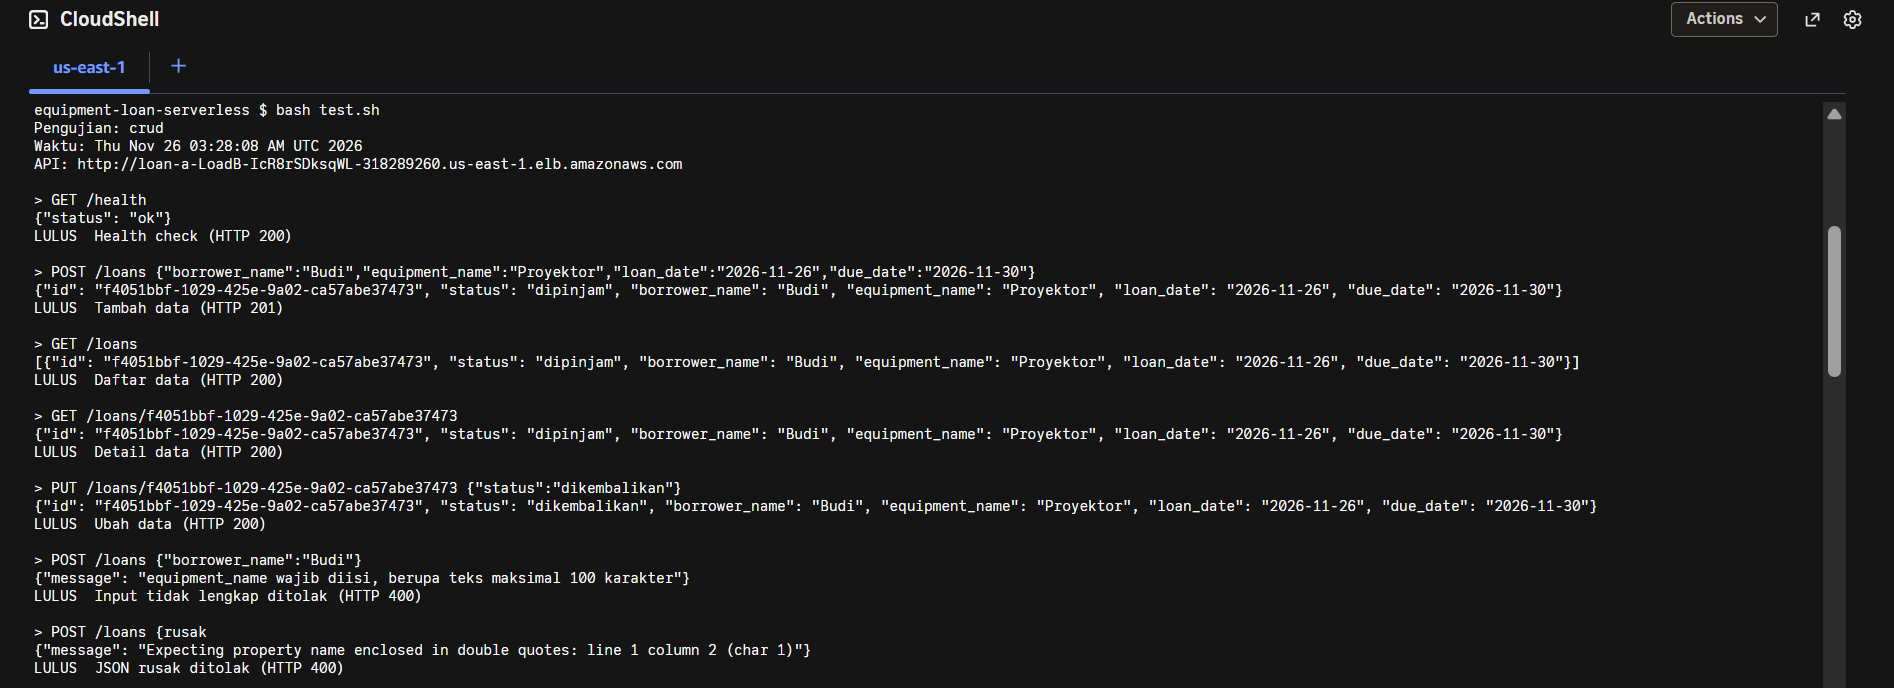 CloudShell
Actions
us-east-1
equipment-loan-serverless $ bash test.sh
Pengujian: crud
Waktu: Thu Nov 26 03:28:08 AM UTC 2026
API: http://loan-a-LoadB-IcR8rSDksqWL-318289260.us-east-1.elb.amazonaws.com
> GET /health
{"status": "ok"}
LULUS  Health check (HTTP 200)
> POST /loans {"borrower_name":"Budi","equipment_name":"Proyektor","loan_date":"2026-11-26","due_date":"2026-11-30"}
{"id": "f4051bbf-1029-425e-9a02-ca57abe37473", "status": "dipinjam", "borrower_name": "Budi", "equipment_name": "Proyektor", "loan_date": "2026-11-26", "due_date": "2026-11-30"}
LULUS  Tambah data (HTTP 201)
> GET /loans
[{"id": "f4051bbf-1029-425e-9a02-ca57abe37473", "status": "dipinjam", "borrower_name": "Budi", "equipment_name": "Proyektor", "loan_date": "2026-11-26", "due_date": "2026-11-30"}]
LULUS  Daftar data (HTTP 200)
> GET /loans/f4051bbf-1029-425e-9a02-ca57abe37473
{"id": "f4051bbf-1029-425e-9a02-ca57abe37473", "status": "dipinjam", "borrower_name": "Budi", "equipment_name": "Proyektor", "loan_date": "2026-11-26", "due_date": "2026-11-30"}
LULUS  Detail data (HTTP 200)
> PUT /loans/f4051bbf-1029-425e-9a02-ca57abe37473 {"status":"dikembalikan"}
{"id": "f4051bbf-1029-425e-9a02-ca57abe37473", "status": "dikembalikan", "borrower_name": "Budi", "equipment_name": "Proyektor", "loan_date": "2026-11-26", "due_date": "2026-11-30"}
LULUS  Ubah data (HTTP 200)
> POST /loans {"borrower_name":"Budi"}
{"message": "equipment_name wajib diisi, berupa teks maksimal 100 karakter"}
LULUS  Input tidak lengkap ditolak (HTTP 400)
> POST /loans {rusak
{"message": "Expecting property name enclosed in double quotes: line 1 column 2 (char 1)"}
LULUS  JSON rusak ditolak (HTTP 400)